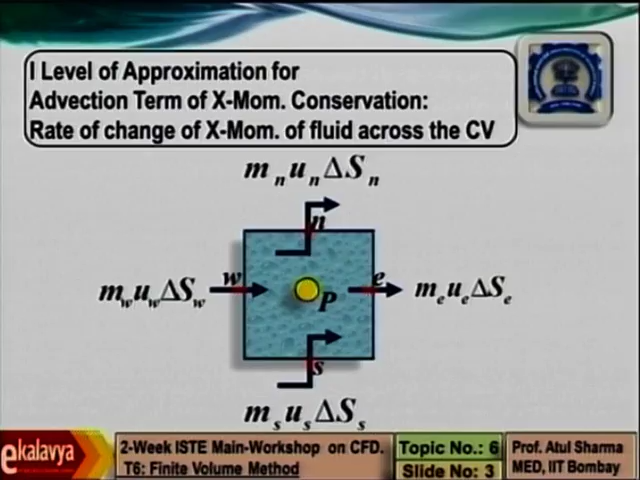 I Level of Approximation for
Advection Term of X-Mom. Conservation:
Rate of change of X-Mom. of fluid across the CV
m_n u_n ΔS_n
n
m_w u_w ΔS_w
w
P
e
m_e u_e ΔS_e
s
m_s u_s ΔS_s
ekalavya
2-Week ISTE Main-Workshop on CFD.
T6: Finite Volume Method
Topic No.: 6
Slide No: 3
Prof. Atul Sharma
MED, IIT Bombay